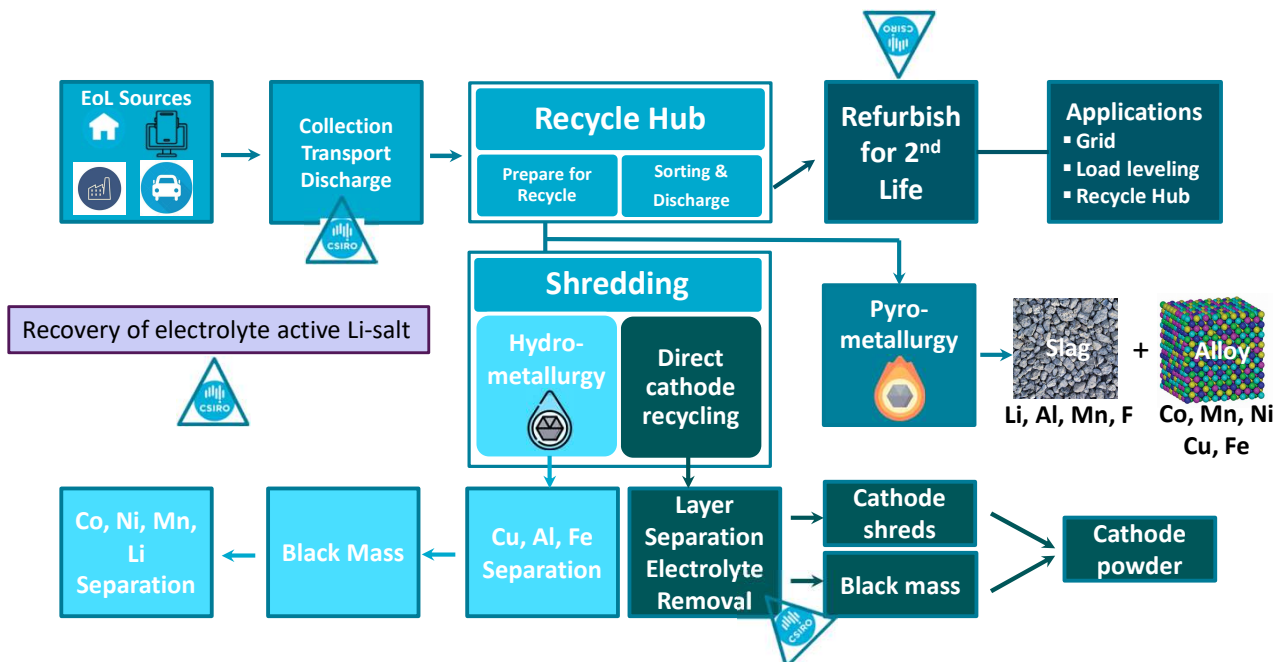 CSIRO
EoL Sources
Collection
Transport
Discharge
CSIRO
Recycle Hub
Prepare for
Recycle
Sorting &
Discharge
Refurbish
for 2nd
Life
Applications
▪ Grid
▪ Load leveling
▪ Recycle Hub
Shredding
Hydro-
metallurgy
Direct
cathode
recycling
Pyro-
metallurgy
Slag
+
Alloy
Li, Al, Mn, F
Co, Mn, Ni
Cu, Fe
Recovery of electrolyte active Li-salt
CSIRO
Co, Ni, Mn,
Li
Separation
Black Mass
Cu, Al, Fe
Separation
Layer
Separation
Electrolyte
Removal
CSIRO
Cathode
shreds
Black mass
Cathode
powder